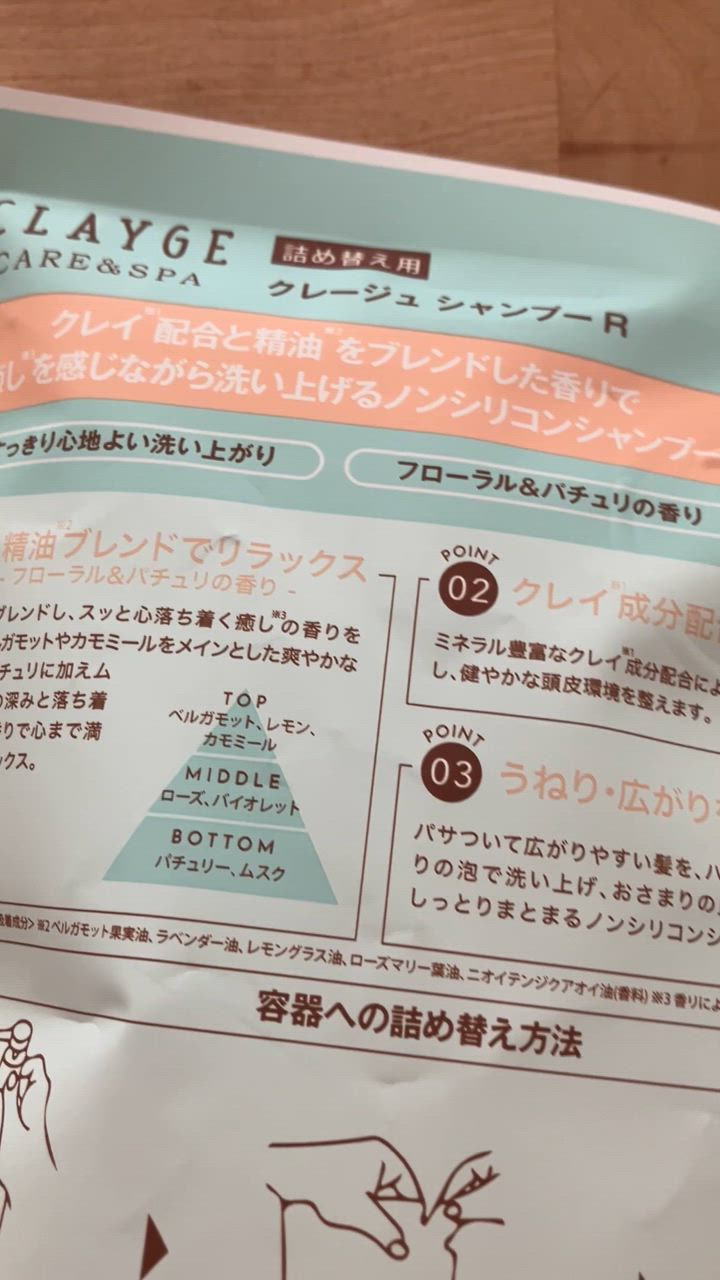 CLAYGE
CARE&SPA
詰め替え用
クレージュ シャンプーR
クレイ※1配合と精油※2をブレンドした香りで
癒し※3を感じながら洗い上げるノンシリコンシャンプー
すっきり心地よい洗い上がり
フローラル&パチュリの香り
精油※2ブレンドでリラックス
- フローラル&パチュリの香り -
ブレンドし、スッと心落ち着く癒し※3の香りを
ガモットやカモミールをメインとした爽やかな
チュリに加えム
の深みと落ち着
りで心まで満
ックス。
TOP
ベルガモット、レモン、
カモミール
MIDDLE
ローズ、バイオレット
BOTTOM
パチュリー、ムスク
POINT
02
クレイ※1成分配
ミネラル豊富なクレイ※1成分配合によ
し、健やかな頭皮環境を整えます。
POINT
03
うねり・広がり
パサついて広がりやすい髪を、ハ
りの泡で洗い上げ、おさまりの
しっとりまとまるノンシリコンシ
着成分> ※2 ベルガモット果実油、ラベンダー油、レモングラス油、ローズマリー葉油、ニオイテンジクアオイ油(香料) ※3 香りによ
容器への詰め替え方法